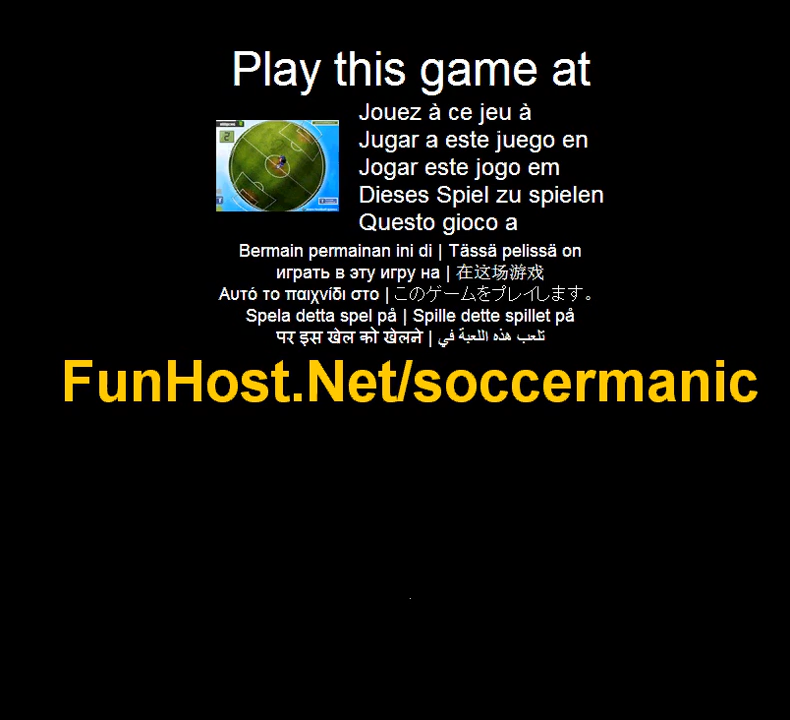 Play this game at
Jouez à ce jeu à
Jugar a este juego en
Jogar este jogo em
Dieses Spiel zu spielen
Questo gioco a
2
Bermain permainan ini di | Tässä pelissä on
играть в эту игру на | 在这场游戏
Αυτό το παιχνίδι στο | このゲームをプレイします。
Spela detta spel på | Spille dette spillet på
पर इस खेल को खेलने | تلعب هذه اللعبة في
FunHost.Net/soccermanic